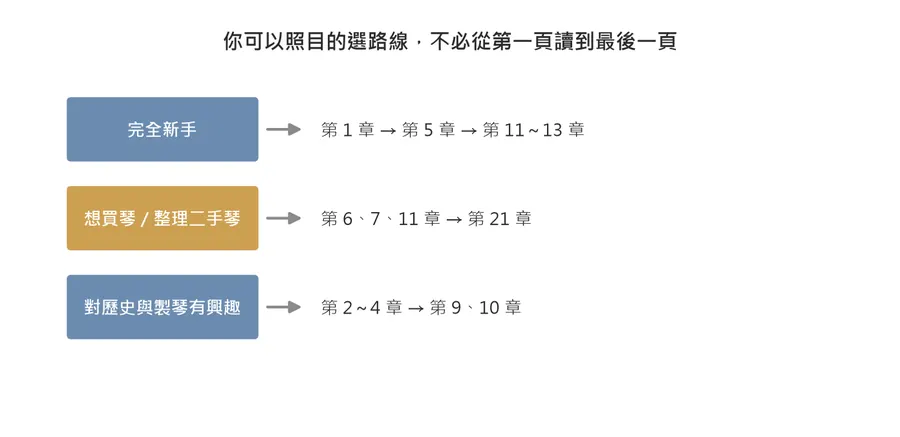 你可以照目的選路線，不必從第一頁讀到最後一頁
完全新手 → 第 1 章 → 第 5 章 → 第 11~13 章
想買琴 / 整理二手琴 → 第 6、7、11 章 → 第 21 章
對歷史與製琴有興趣 → 第 2~4 章 → 第 9、10 章